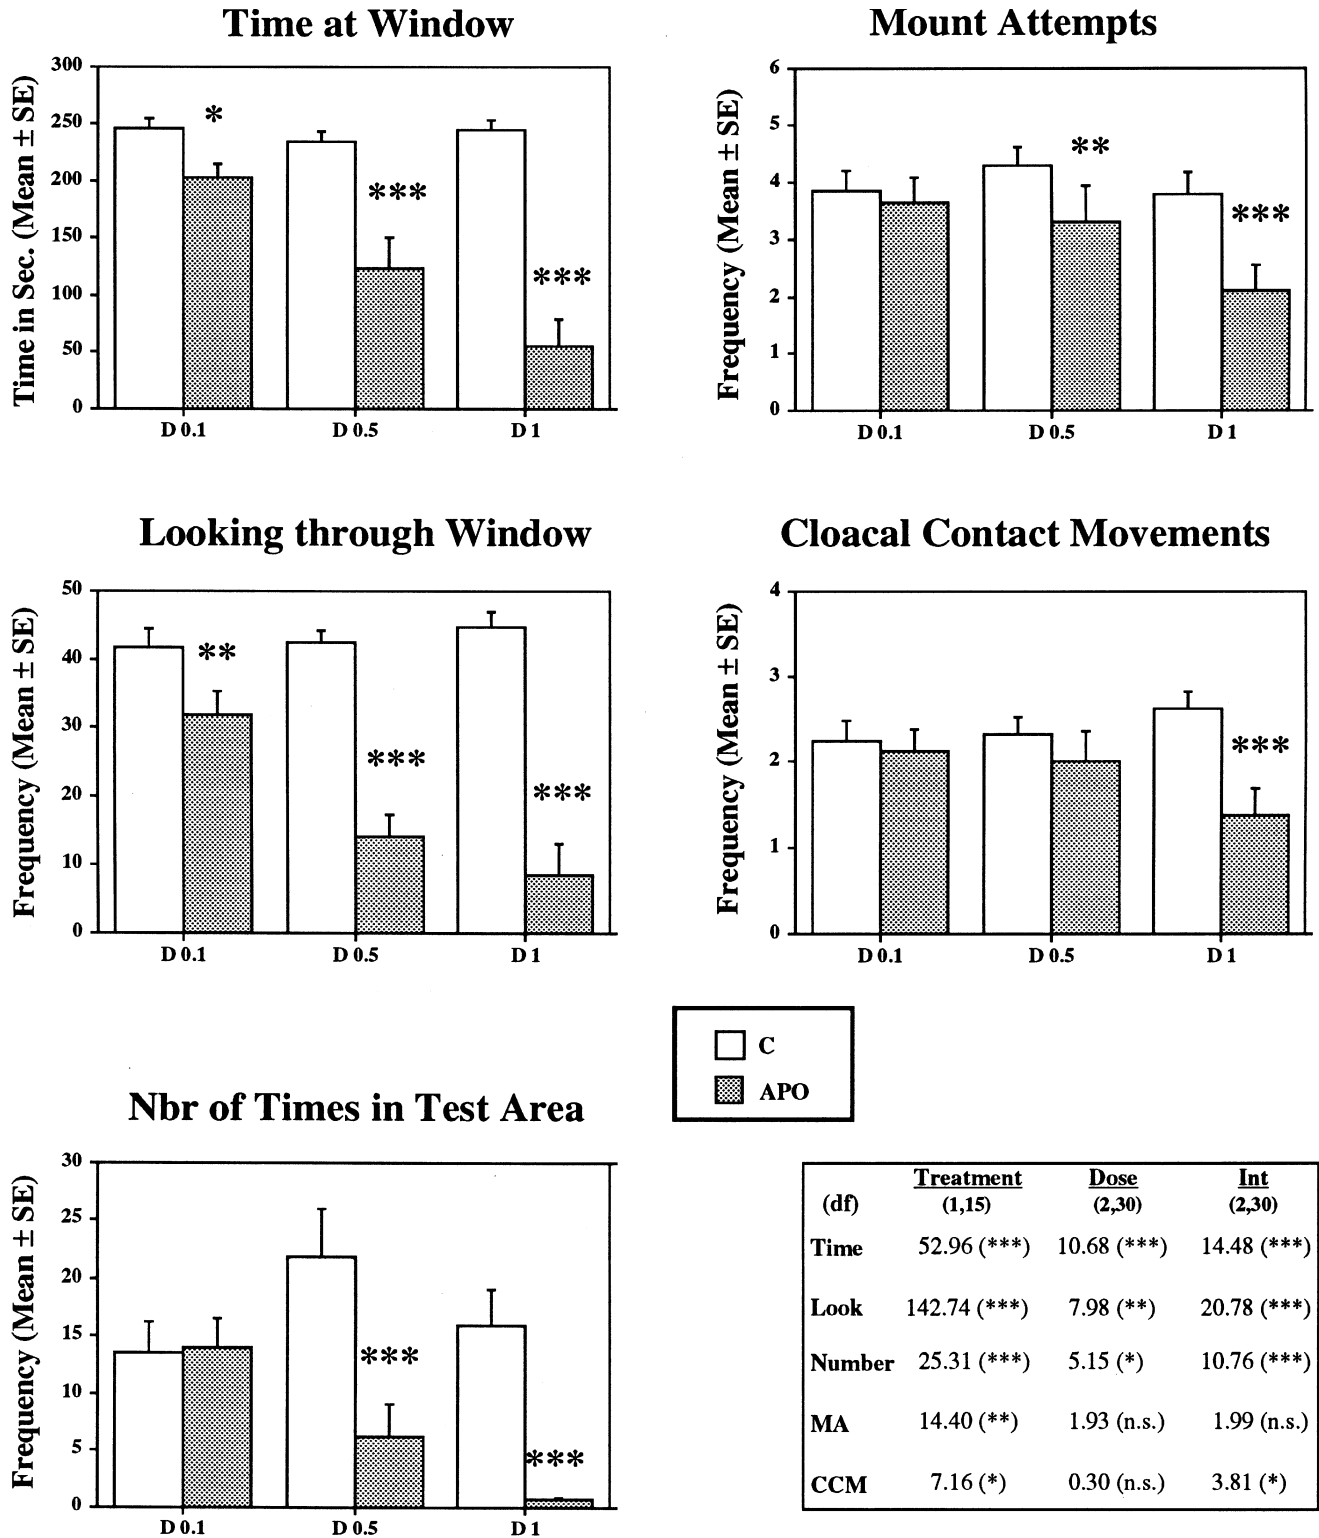 Time at Window
Time in Sec. (Mean ± SE)
300
250
200
150
100
50
0
*
***
***
D 0.1 D 0.5 D 1
Mount Attempts
Frequency (Mean ± SE)
6
5
4
3
2
1
0
**
***
D 0.1 D 0.5 D 1
Looking through Window
Frequency (Mean ± SE)
50
40
30
20
10
0
**
***
***
D 0.1 D 0.5 D 1
Cloacal Contact Movements
Frequency (Mean ± SE)
4
3
2
1
0
***
D 0.1 D 0.5 D 1
C
APO
Nbr of Times in Test Area
Frequency (Mean ± SE)
30
25
20
15
10
5
0
***
***
D 0.1 D 0.5 D 1
Treatment Dose Int
(df) (1,15) (2,30) (2,30)
Time 52.96 (***) 10.68 (***) 14.48 (***)
Look 142.74 (***) 7.98 (**) 20.78 (***)
Number 25.31 (***) 5.15 (*) 10.76 (***)
MA 14.40 (**) 1.93 (n.s.) 1.99 (n.s.)
CCM 7.16 (*) 0.30 (n.s.) 3.81 (*)